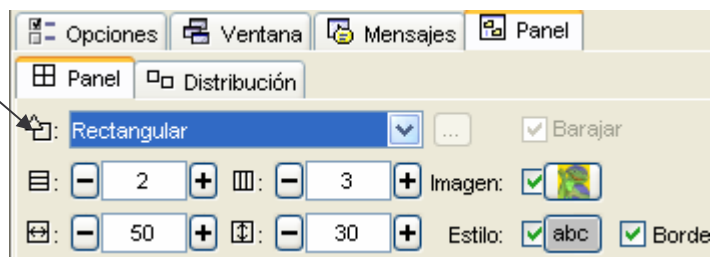 Opciones Ventana Mensajes Panel
Panel Distribución
: Rectangular ... Barajar
: 2 : 3 Imagen:
: 50 : 30 Estilo: abc Borde